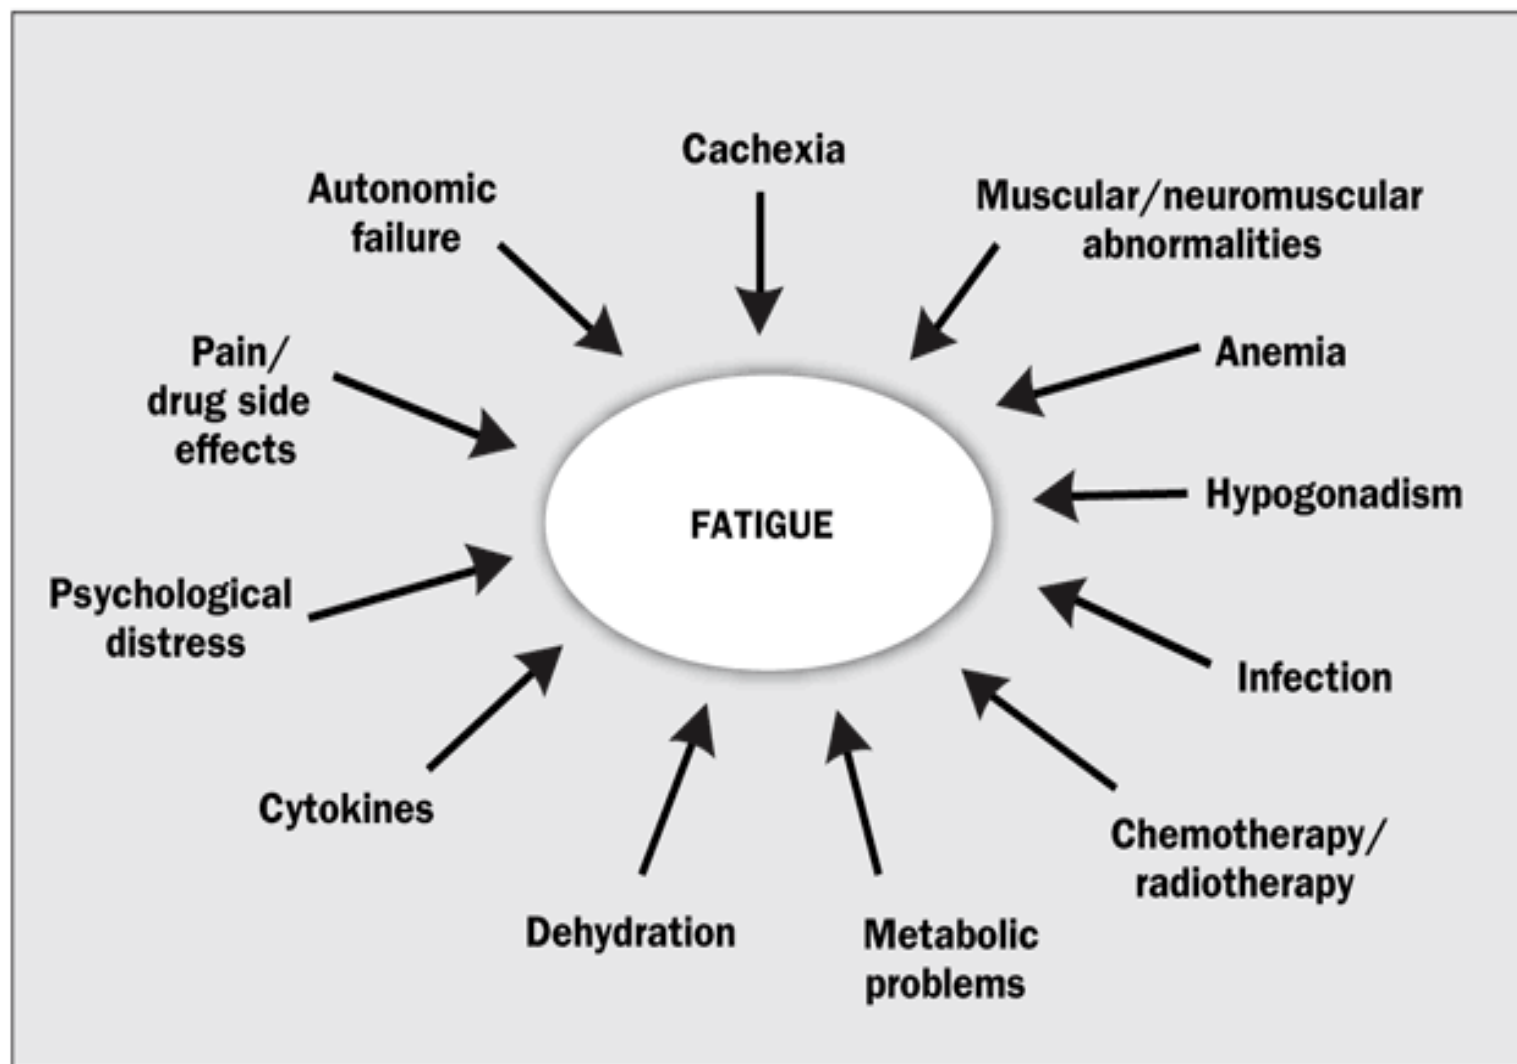 Cachexia
Autonomic
failure
Muscular/neuromuscular
abnormalities
Pain/
drug side
effects
Anemia
Hypogonadism
FATIGUE
Psychological
distress
Infection
Cytokines
Chemotherapy/
radiotherapy
Dehydration
Metabolic
problems